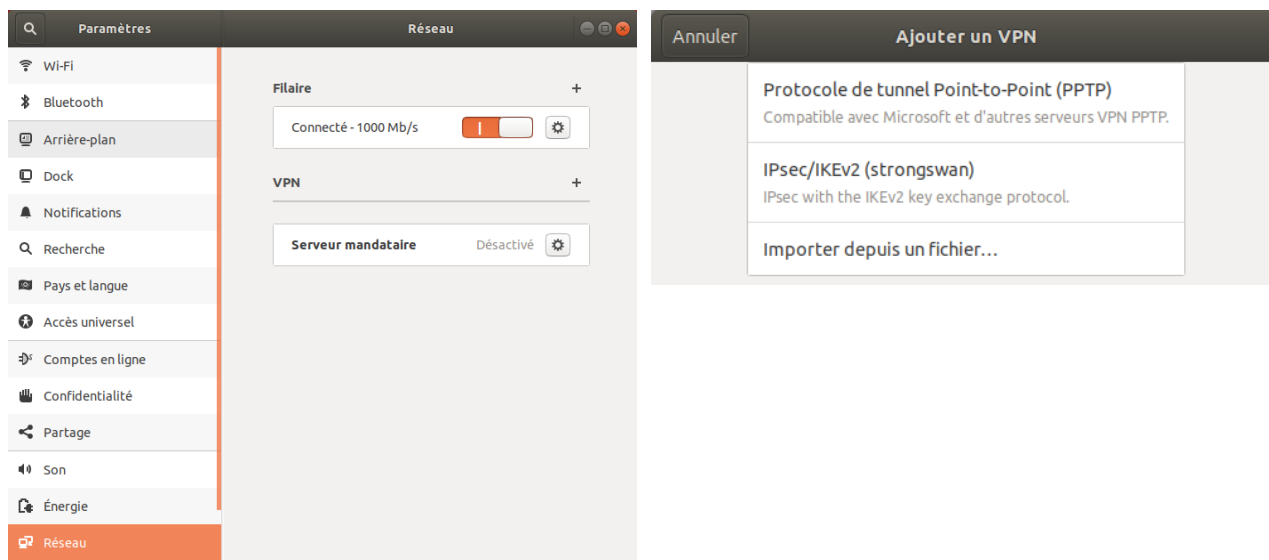 Paramètres
Wi-Fi
Bluetooth
Arrière-plan
Dock
Notifications
Recherche
Pays et langue
Accès universel
Comptes en ligne
Confidentialité
Partage
Son
Énergie
Réseau
Réseau
Filaire
Connecté - 1000 Mb/s
VPN
Serveur mandataire Désactivé
Annuler Ajouter un VPN
Protocole de tunnel Point-to-Point (PPTP)
Compatible avec Microsoft et d'autres serveurs VPN PPTP.
IPsec/IKEv2 (strongswan)
IPsec with the IKEv2 key exchange protocol.
Importer depuis un fichier...